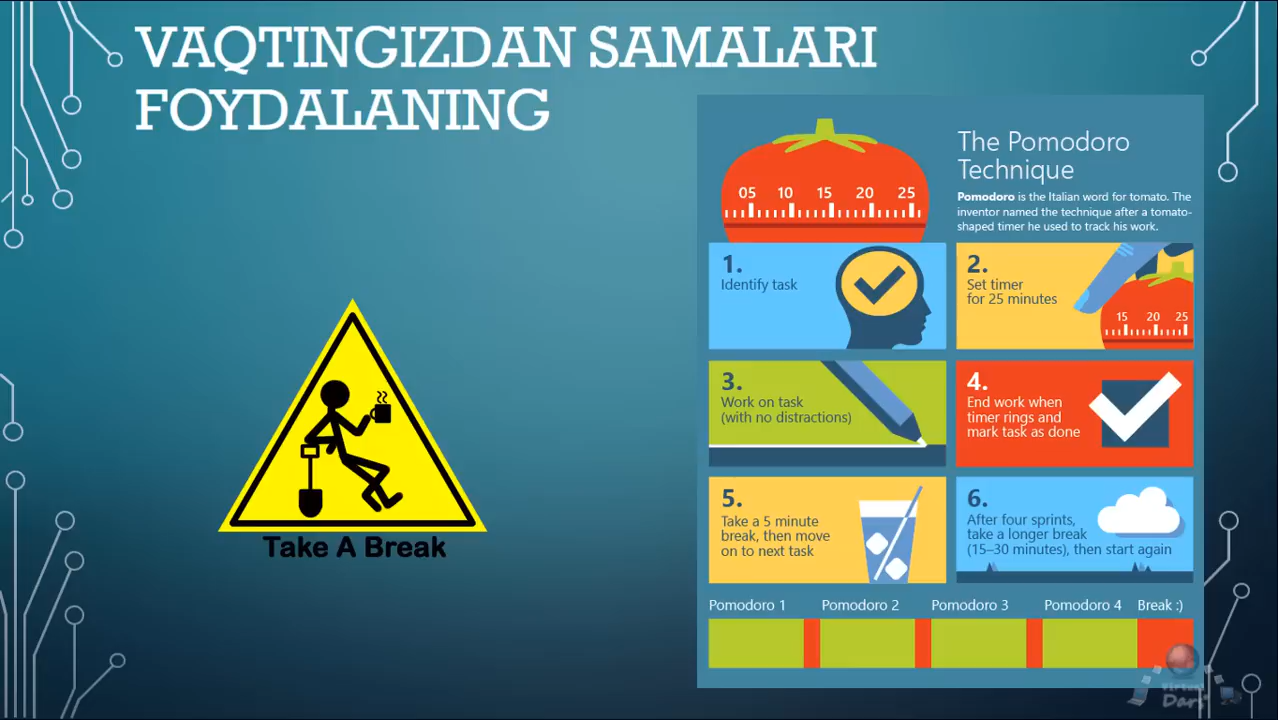 VAQTINGIZDAN SAMALARI
FOYDALANING
The Pomodoro
Technique
Pomodoro is the Italian word for tomato. The
inventor named the technique after a tomato-
shaped timer he used to track his work.
05 10 15 20 25
1.
Identify task
2.
Set timer
for 25 minutes
15 20 25
3.
Work on task
(with no distractions)
4.
End work when
timer rings and
mark task as done
5.
Take a 5 minute
break, then move
on to next task
6.
After four sprints,
take a longer break
(15–30 minutes), then start again
Pomodoro 1 Pomodoro 2 Pomodoro 3 Pomodoro 4 Break :)
Take A Break
Virtual
Dars